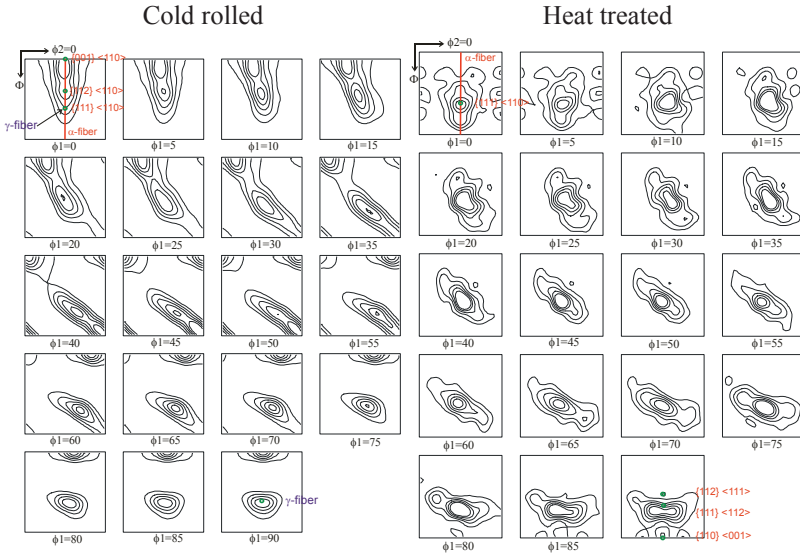 Cold rolled
Heat treated
ϕ2=0
Φ
{001} <110>
{112} <110>
{111} <110>
γ-fiber
α-fiber
ϕ1=0
ϕ1=5
ϕ1=10
ϕ1=15
ϕ1=20
ϕ1=25
ϕ1=30
ϕ1=35
ϕ1=40
ϕ1=45
ϕ1=50
ϕ1=55
ϕ1=60
ϕ1=65
ϕ1=70
ϕ1=75
γ-fiber
ϕ1=80
ϕ1=85
ϕ1=90
ϕ2=0
α-fiber
Φ
{111} <110>
ϕ1=0
ϕ1=5
ϕ1=10
ϕ1=15
ϕ1=20
ϕ1=25
ϕ1=30
ϕ1=35
ϕ1=40
ϕ1=45
ϕ1=50
ϕ1=55
ϕ1=60
ϕ1=65
ϕ1=70
ϕ1=75
{112} <111>
{111} <112>
{110} <001>
ϕ1=80
ϕ1=85
ϕ1=90